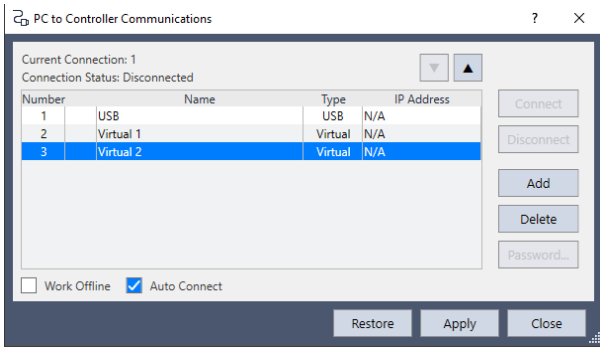 PC to Controller Communications
Current Connection: 1
Connection Status: Disconnected
Number Name Type IP Address
1 USB USB N/A
2 Virtual 1 Virtual N/A
3 Virtual 2 Virtual N/A
Connect
Disconnect
Add
Delete
Password...
Work Offline Auto Connect
Restore Apply Close